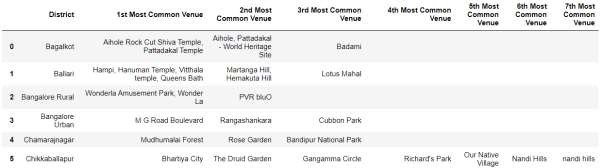 District 1st Most Common Venue 2nd Most Common Venue 3rd Most Common Venue 4th Most Common Venue 5th Most Common Venue 6th Most Common Venue 7th Most Common Venue
0 Bagalkot Aihole Rock Cut Shiva Temple, Pattadakal Temple Aihole, Pattadakal - World Heritage Site Badami
1 Ballari Hampi, Hanuman Temple, Vitthala temple, Queens Bath Martanga Hill, Hemakuta Hill Lotus Mahal
2 Bangalore Rural Wonderla Amusement Park, Wonder La PVR bluO
3 Bangalore Urban M G Road Boulevard Rangashankara Cubbon Park
4 Chamarajnagar Mudhumalai Forest Rose Garden Bandipur National Park
5 Chikkaballapur Bhartiya City The Druid Garden Gangamma Circle Richard's Park Our Native Village Nandi Hills nandi hills